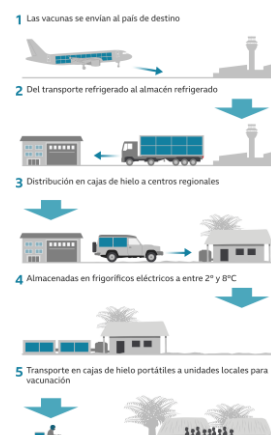 1 Las vacunas se envían al país de destino
2 Del transporte refrigerado al almacén refrigerado
3 Distribución en cajas de hielo a centros regionales
4 Almacenadas en frigoríficos eléctricos a entre 2° y 8°C
5 Transporte en cajas de hielo portátiles a unidades locales para
vacunación